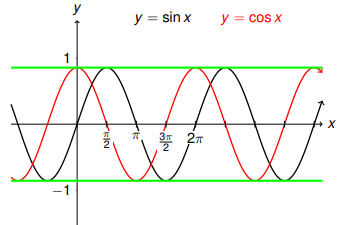 y
y = sin x
y = cos x
1
x
π/2
π
3π/2
2π
−1